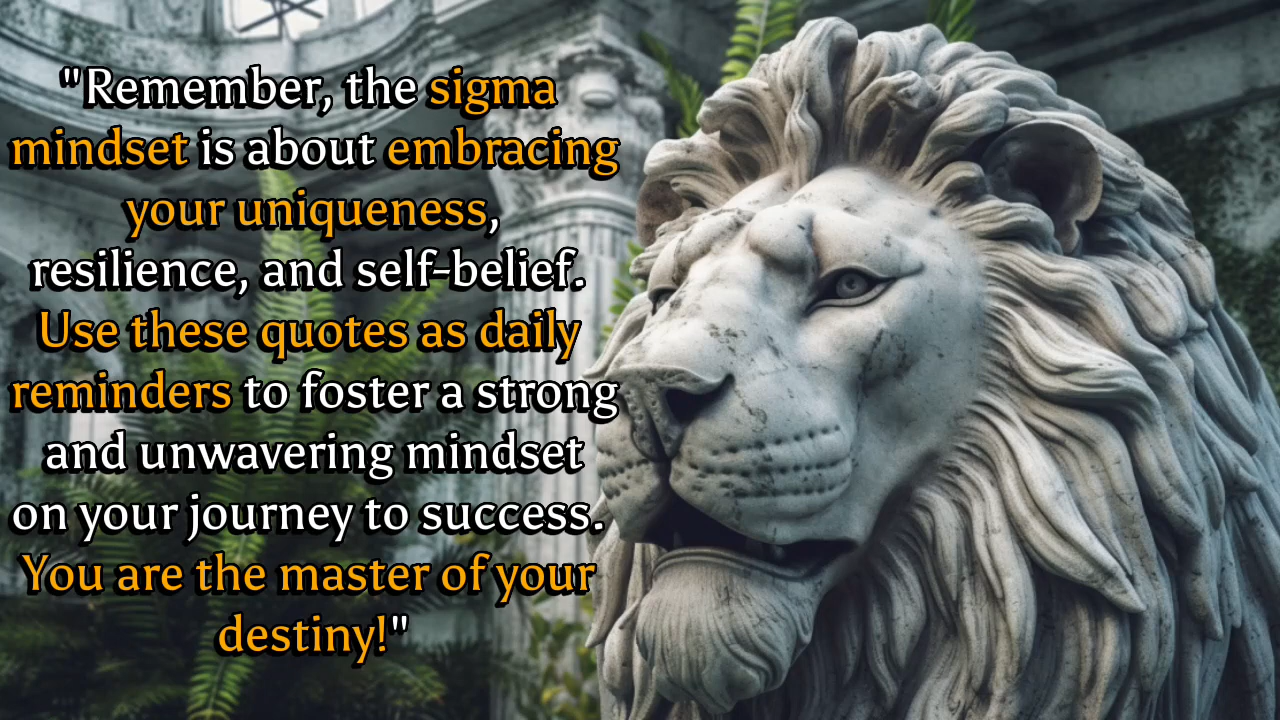 "Remember, the sigma
mindset is about embracing
your uniqueness,
resilience, and self-belief.
Use these quotes as daily
reminders to foster a strong
and unwavering mindset
on your journey to success.
You are the master of your
destiny!"